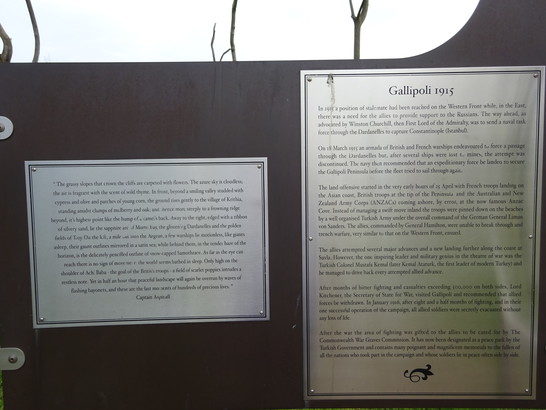 "The grassy slopes that crown the cliffs are carpeted with flowers. The azure sky is cloudless,
the air is fragrant with the scent of wild thyme. In front, beyond a smiling valley studded with
cypress and olive and patches of young corn, the ground rises gently to the village of Krithia,
standing amidst clumps of mulberry and oak, and
beyond, it's highest point like the hump of a camel's back. Away to the right, edged with a ribbon
of silvery sand, lie the sapphire arc of Morto Bay, the glistening Dardanelles and the golden
fields of Troy. On the left, a mile out into the Aegean, a few warships lie motionless, like giants
asleep, their gaunt outlines mirrored in a satin sea; while behind them, in the tender haze of the
horizon, is the delicately pencilled outline of snow-capped Samothrace. As far as the eye can
reach there is no sign of movement; the world seems bathed in sleep. Only high on the
shoulder of Achi Baba - the goal of the British troops - a field of scarlet poppies intrudes a
restless note. Yet in half an hour that peaceful landscape will again be overrun by waves of
flashing bayonets; and these are the last two seconds of hundreds of precious lives."
Captain Aspinall
Gallipoli 1915
In 1915 a position of stalemate had been reached on the Western Front while, in the East,
there was a need for the allies to provide support to the Russians. The way ahead, as
advocated by Winston Churchill, then First Lord of the Admiralty, was to send a naval task
force through the Dardanelles to capture Constantinople (Istanbul).
On 18 March 1915 an armada of British and French warships endeavoured to force a passage
through the Dardanelles but, after several ships were lost to mines, the attempt was
discontinued. The navy then recommended that an expeditionary force be landed to secure
the Gallipoli Peninsula before the fleet tried to sail through again.
The land offensive started in the very early hours of 25 April with French troops landing on
the Asian coast, British troops at the tip of the Peninsula and the Australian and New
Zealand Army Corps (ANZACs) coming ashore, by error, at the now famous Anzac
Cove. Instead of managing a swift move inland the troops were pinned down on the beaches
by a well organised Turkish Army under the overall command of the German General Liman
von Sanders. The allies, commanded by General Hamilton, were unable to break through and
trench warfare, very similar to that on the Western Front, ensued.
The allies attempted several major advances and a new landing further along the coast at
Suvla. However, the one inspiring leader and military genius in the theatre of war was the
Turkish Colonel Mustafa Kemal (later Kemal Ataturk, the first leader of modern Turkey) and
he managed to drive back every attempted allied advance.
After months of bitter fighting and casualties exceeding on both sides, Lord
Kitchener, the Secretary of State for War, visited Gallipoli and recommended that allied
forces be withdrawn. In January 1916, after eight and a half months of fighting, and in their
one successful operation of the campaign, all allied soldiers were secretly evacuated without
any loss of life.
After the war the area of fighting was gifted to the allies to be cared for by The
Commonwealth War Graves Commission. It has now been designated as a peace park by the
Turkish Government and contains many poignant and magnificent memorials to the fallen of
all the nations who took part in the campaign and whose soldiers lie in peace often side by side.